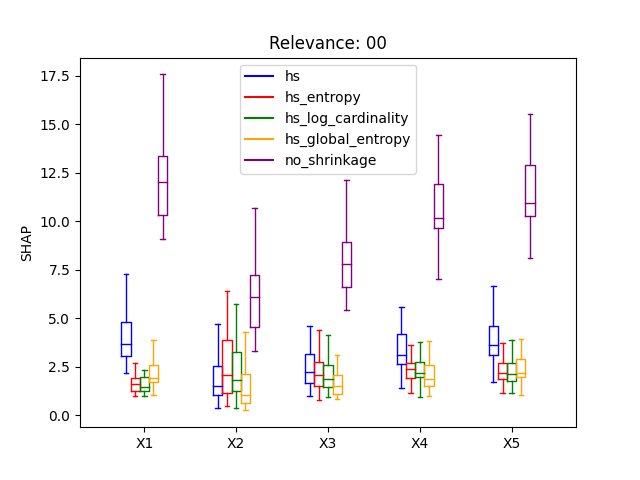 Relevance: 00
hs
hs_entropy
hs_log_cardinality
hs_global_entropy
no_shrinkage
SHAP
17.5
15.0
12.5
10.0
7.5
5.0
2.5
0.0
X1 X2 X3 X4 X5